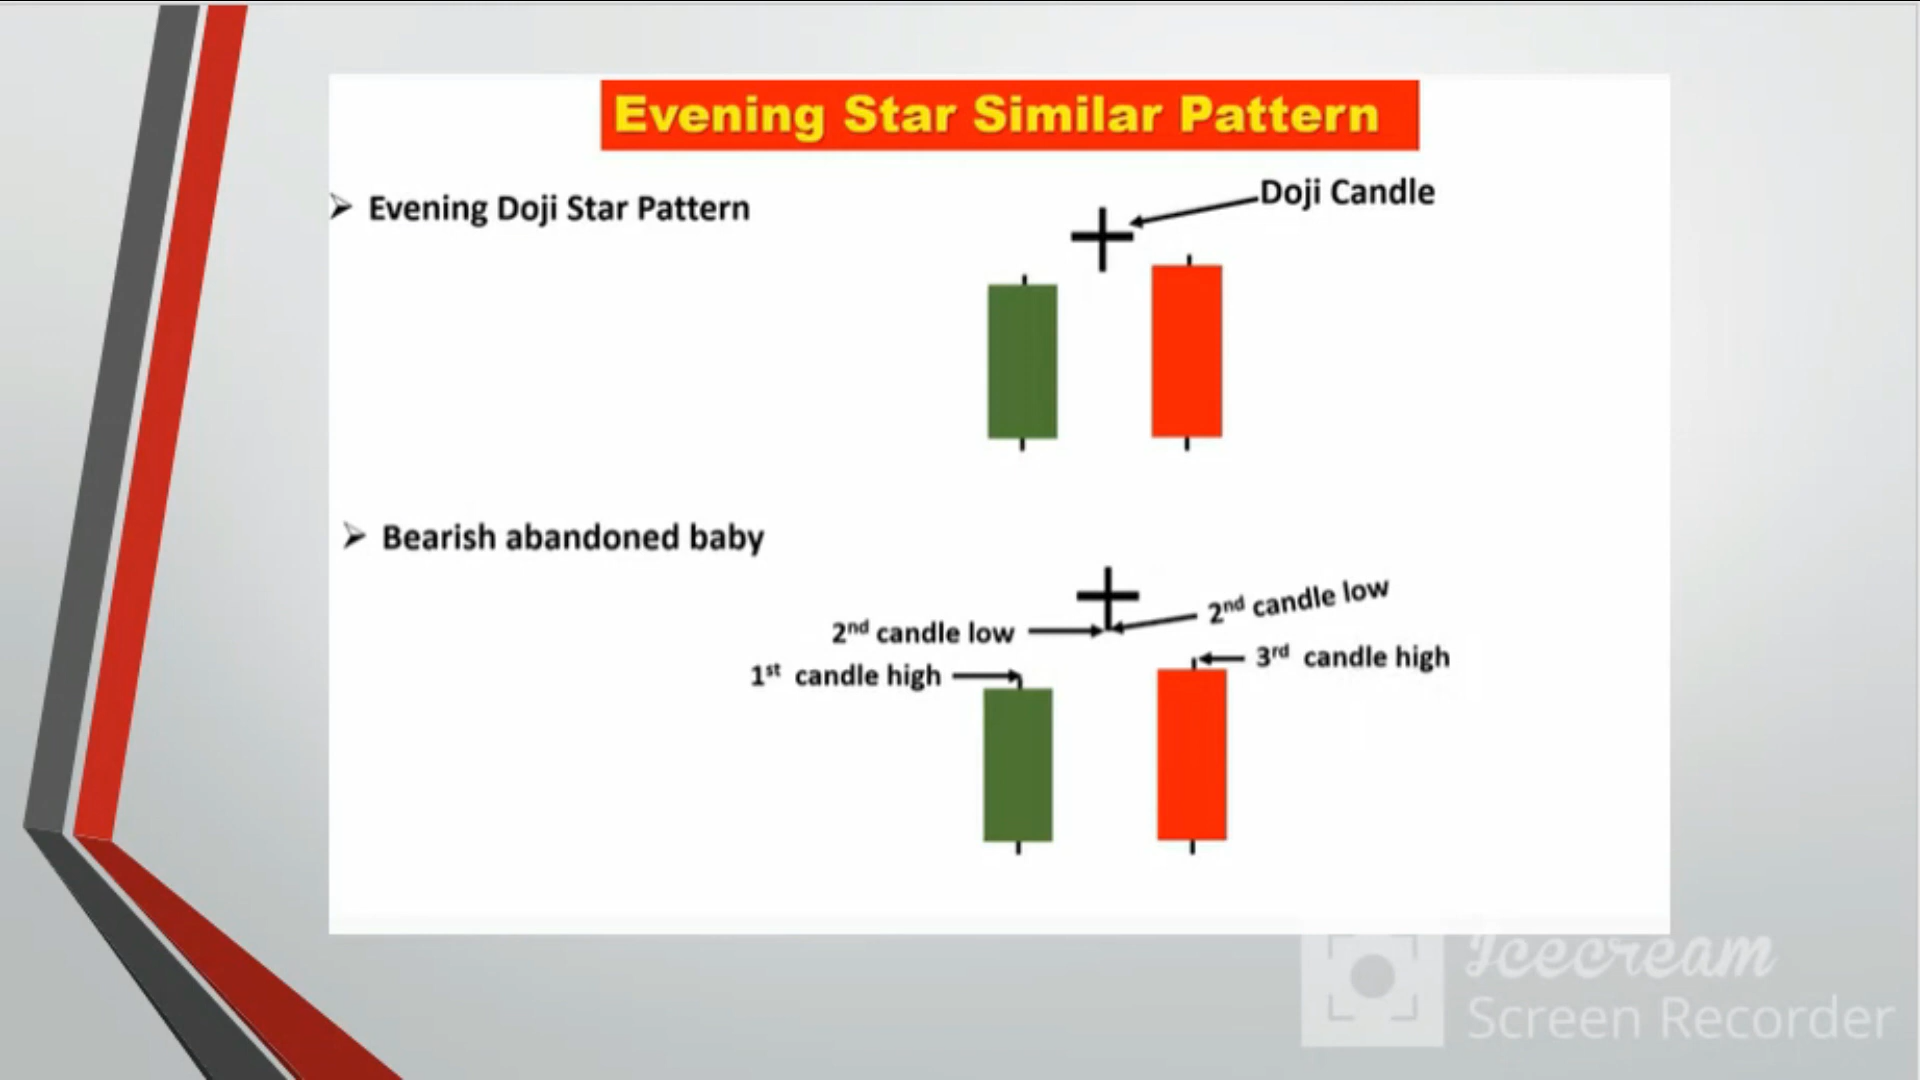 Evening Star Similar Pattern
Evening Doji Star Pattern
Doji Candle
Bearish abandoned baby
2nd candle low
2nd candle low
1st candle high
3rd candle high
Icecream
Screen Recorder